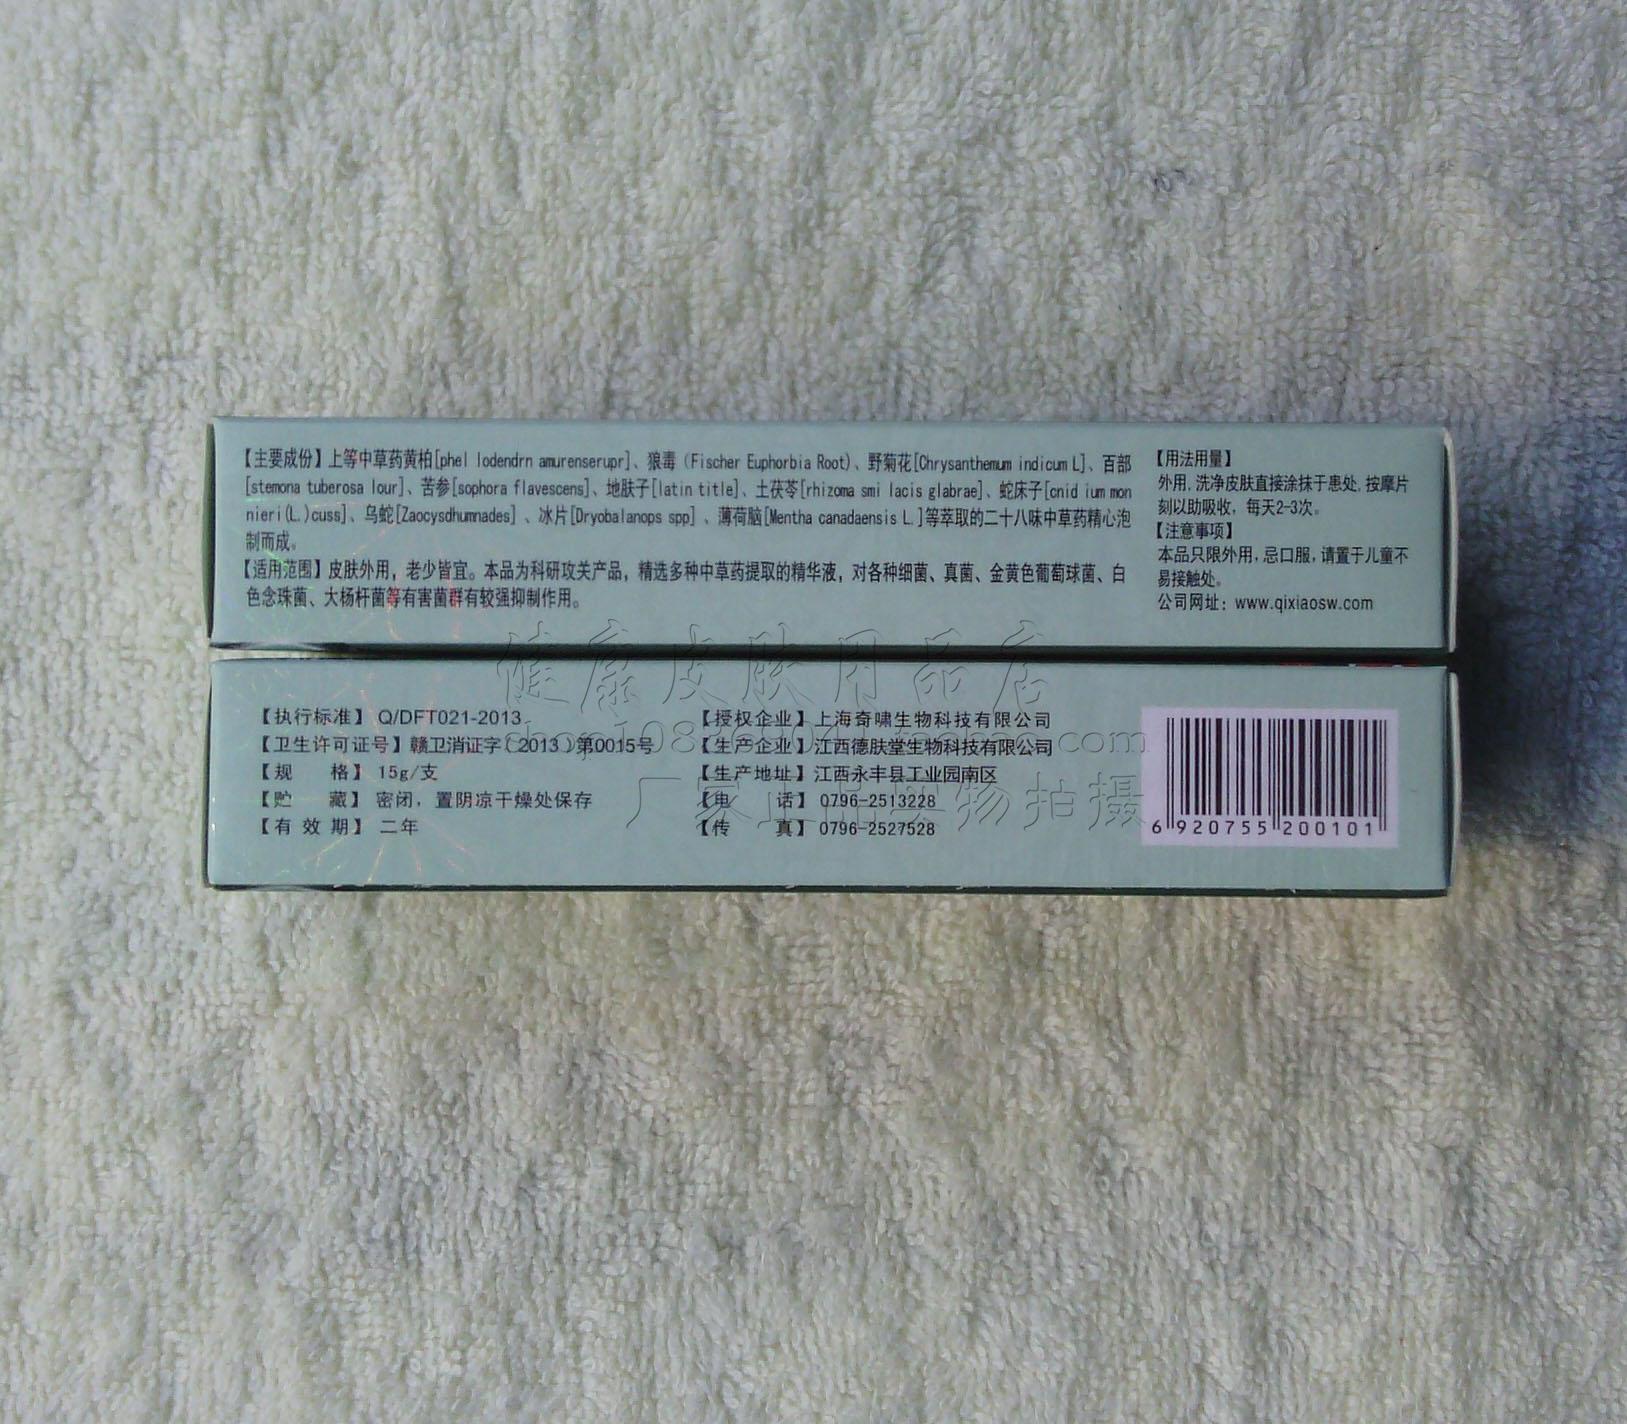 【主要成份】上等中草药黄柏[phel lodendrn amurenserupr]、狼毒 (Fischer Euphorbia Root)、野菊花[Chrysanthemum indicum L]、百部
[stemona tuberosa lour]、苦参[sophora flavescens]、地肤子[latin title]、土茯苓[rhizoma smi lacis glabrae]、蛇床子[cnid ium mon
nieri(L.)cuss]、乌蛇[Zaocysdhumnades] 、冰片[Dryobalanops spp] 、薄荷脑[Mentha canadaensis L.]等萃取的二十八味中草药精心泡
制而成。
【适用范围】皮肤外用，老少皆宜。本品为科研攻关产品，精选多种中草药提取的精华液，对各种细菌、真菌、金黄色葡萄球菌、白
色念珠菌、大杨杆菌等有害菌群有较强抑制作用。
【用法用量】
外用，洗净皮肤直接涂抹于患处，按摩片
刻以助吸收，每天2-3次。
【注意事项】
本品只限外用，忌口服，请置于儿童不
易接触处。
公司网址：www.qixiaosw.com
健康皮肤用品店
【执行标准】 Q/DFT021-2013
【卫生许可证号】赣卫消证字（2013）第0015号
【规 格】 15g/支
【贮 藏】 密闭，置阴凉干燥处保存
【有 效 期】 二年
【授权企业】上海奇啸生物科技有限公司
【生产企业】江西德肤堂生物科技有限公司
【生产地址】江西永丰县工业园南区
【电 话】 0796-2513228
【传 真】 0796-2527528
厂家正品实物拍摄
6 920755 200101